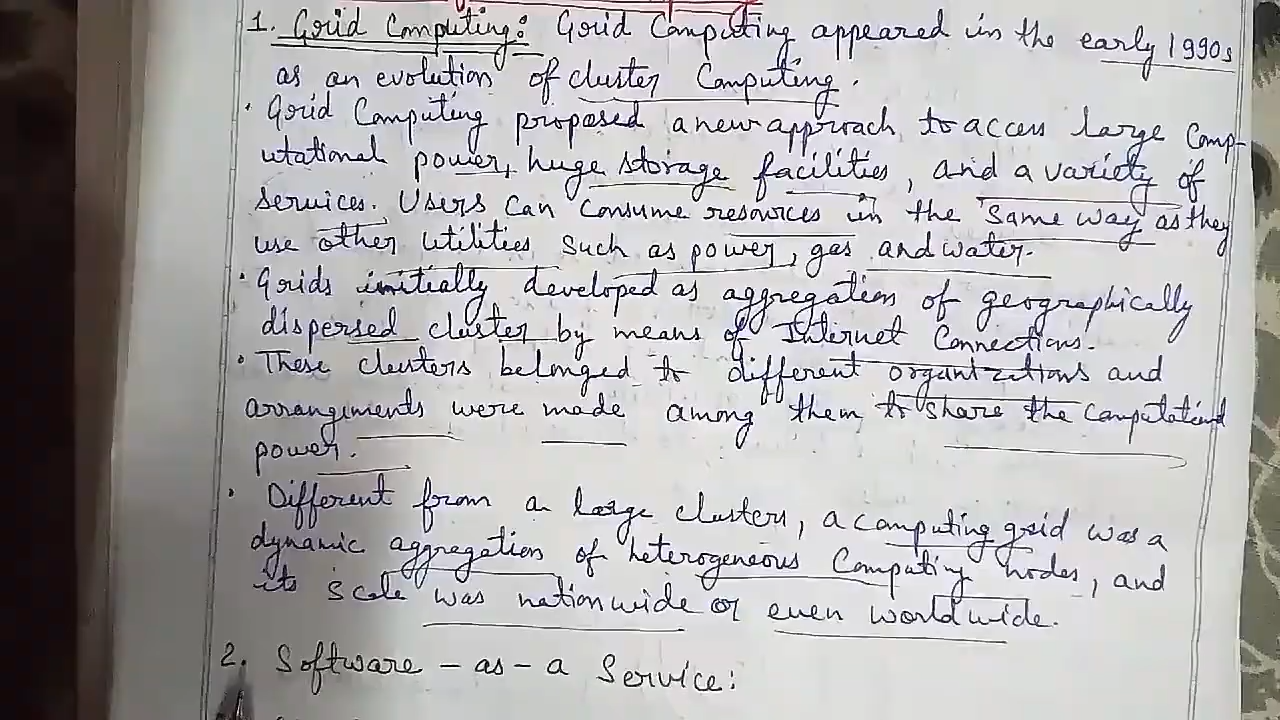 1. Grid Computing: Grid Computing appeared in the early 1990s
as an evolution of cluster Computing.
· Grid Computing proposed a new approach to access large Comp-
utational power, huge storage facilities, and a variety of
services. Users can consume resources in the same way as they
use other utilities such as power, gas and water.
· Grids initially developed as aggregation of geographically
dispersed cluster by means of Internet Connections.
· These clusters belonged to different organizations and
arrangements were made among them to share the computational
power.
· Different from a large clusters, a computing grid was a
dynamic aggregation of heterogeneous Computing nodes, and
its scale was nationwide or even worldwide.
2. Software - as - a Service: